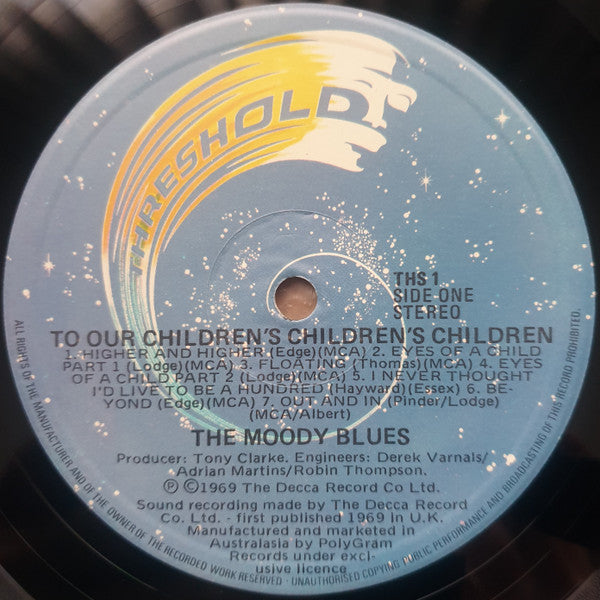 THRESHOLD
THS 1
SIDE ONE
STEREO
TO OUR CHILDREN'S CHILDREN'S CHILDREN
1. HIGHER AND HIGHER (Edge)(MCA) 2. EYES OF A CHILD
PART 1 (Lodge)(MCA) 3. FLOATING (Thomas)(MCA) 4. EYES
OF A CHILD PART 2 (Lodge)(MCA) 5. I NEVER THOUGHT
I'D LIVE TO BE A HUNDRED (Hayward)(Essex) 6. BE-
YOND (Edge)(MCA) 7. OUT AND IN (Pinder/Lodge)
(MCA/Albert)
THE MOODY BLUES
Producer: Tony Clarke. Engineers: Derek Varnals/
Adrian Martins/Robin Thompson.
Ⓟ ©1969 The Decca Record Co Ltd.
Sound recording made by The Decca Record
Co. Ltd. - first published 1969 in U.K.
Manufactured and marketed in
Australasia by PolyGram
Records under excl-
usive licence
ALL RIGHTS OF THE MANUFACTURER AND OF THE OWNER OF THE RECORDED WORK RESERVED - UNAUTHORISED COPYING PUBLIC PERFORMANCE AND BROADCASTING OF THIS RECORD PROHIBITED.